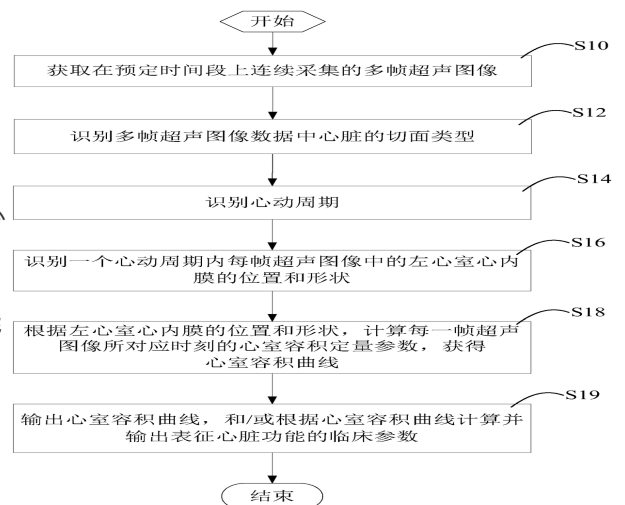 开始
S10
获取在预定时间段上连续采集的多帧超声图像
S12
识别多帧超声图像数据中心脏的切面类型
S14
识别心动周期
S16
识别一个心动周期内每帧超声图像中的左心室心内
膜的位置和形状
S18
根据左心室心内膜的位置和形状，计算每一帧超声
图像所对应时刻的心室容积定量参数，获得
心室容积曲线
S19
输出心室容积曲线，和/或根据心室容积曲线计算并
输出表征心脏功能的临床参数
结束